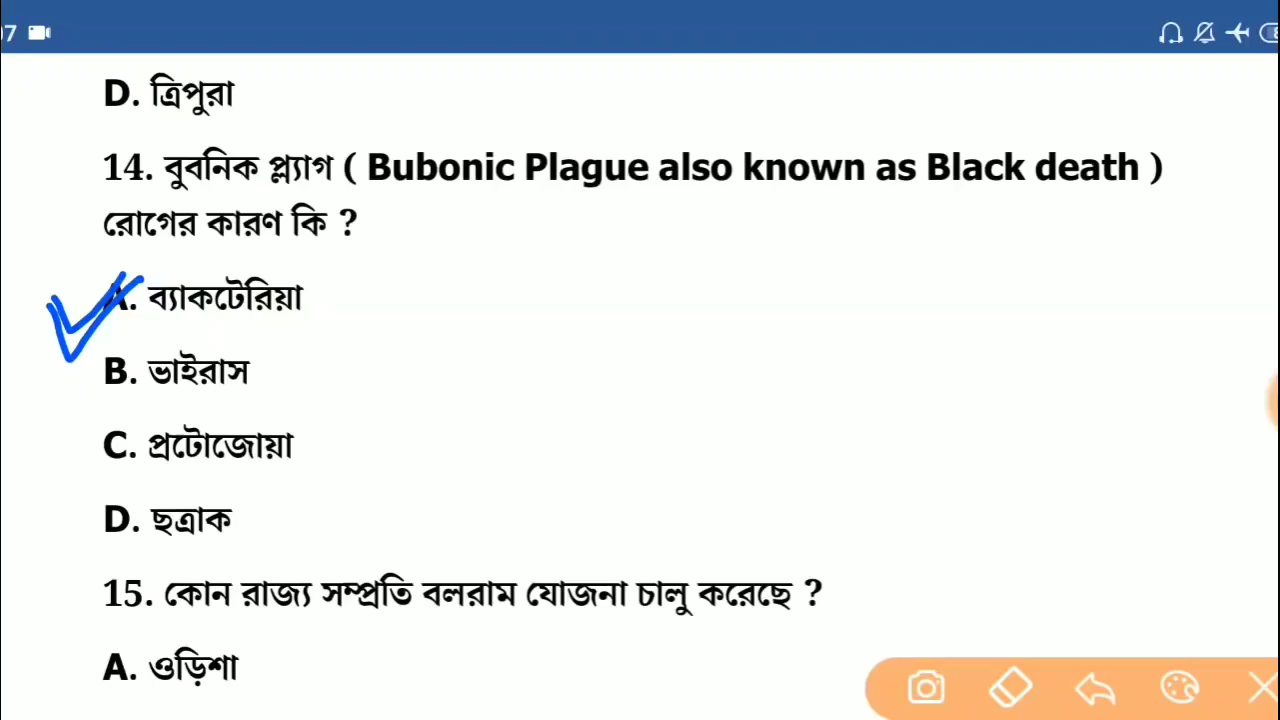 07
D. ত্রিপুরা
14. বুবনিক প্ল্যাগ ( Bubonic Plague also known as Black death )
রোগের কারণ কি ?
A. ব্যাকটেরিয়া
B. ভাইরাস
C. প্রটোজোয়া
D. ছত্রাক
15. কোন রাজ্য সম্প্রতি বলরাম যোজনা চালু করেছে ?
A. ওড়িশা